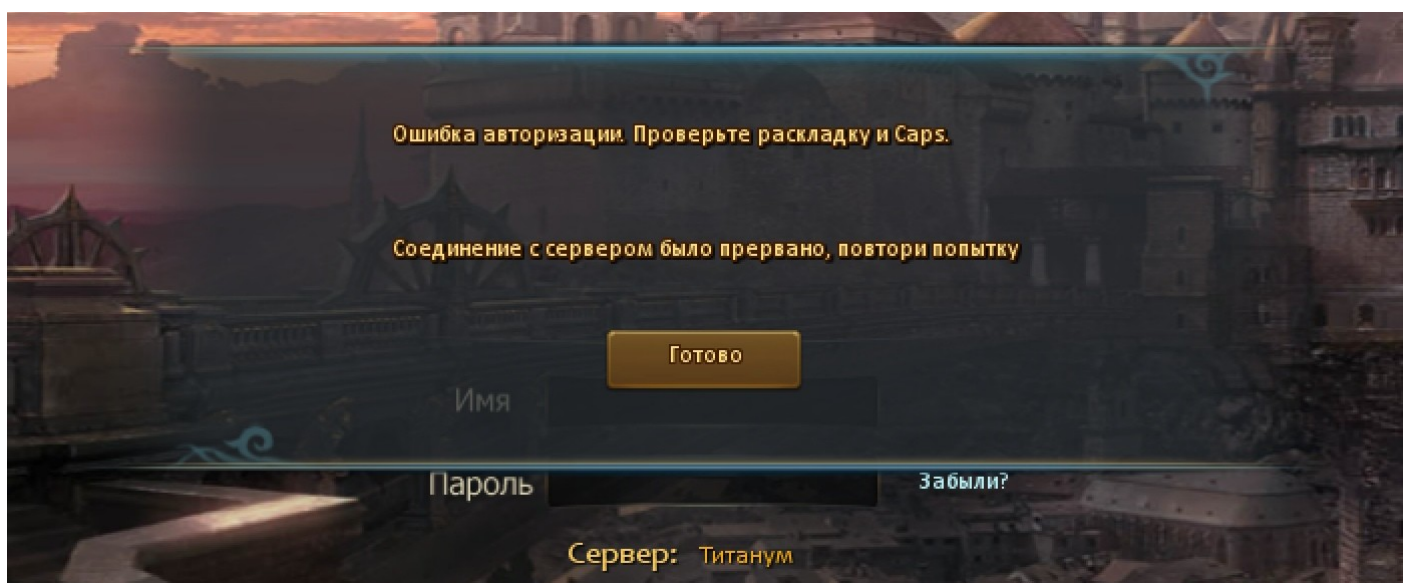 Ошибка авторизации. Проверьте раскладку и Caps.
Соединение с сервером было прервано, повтори попытку
Готово
Имя
Пароль Забыли?
Сервер: Титанум